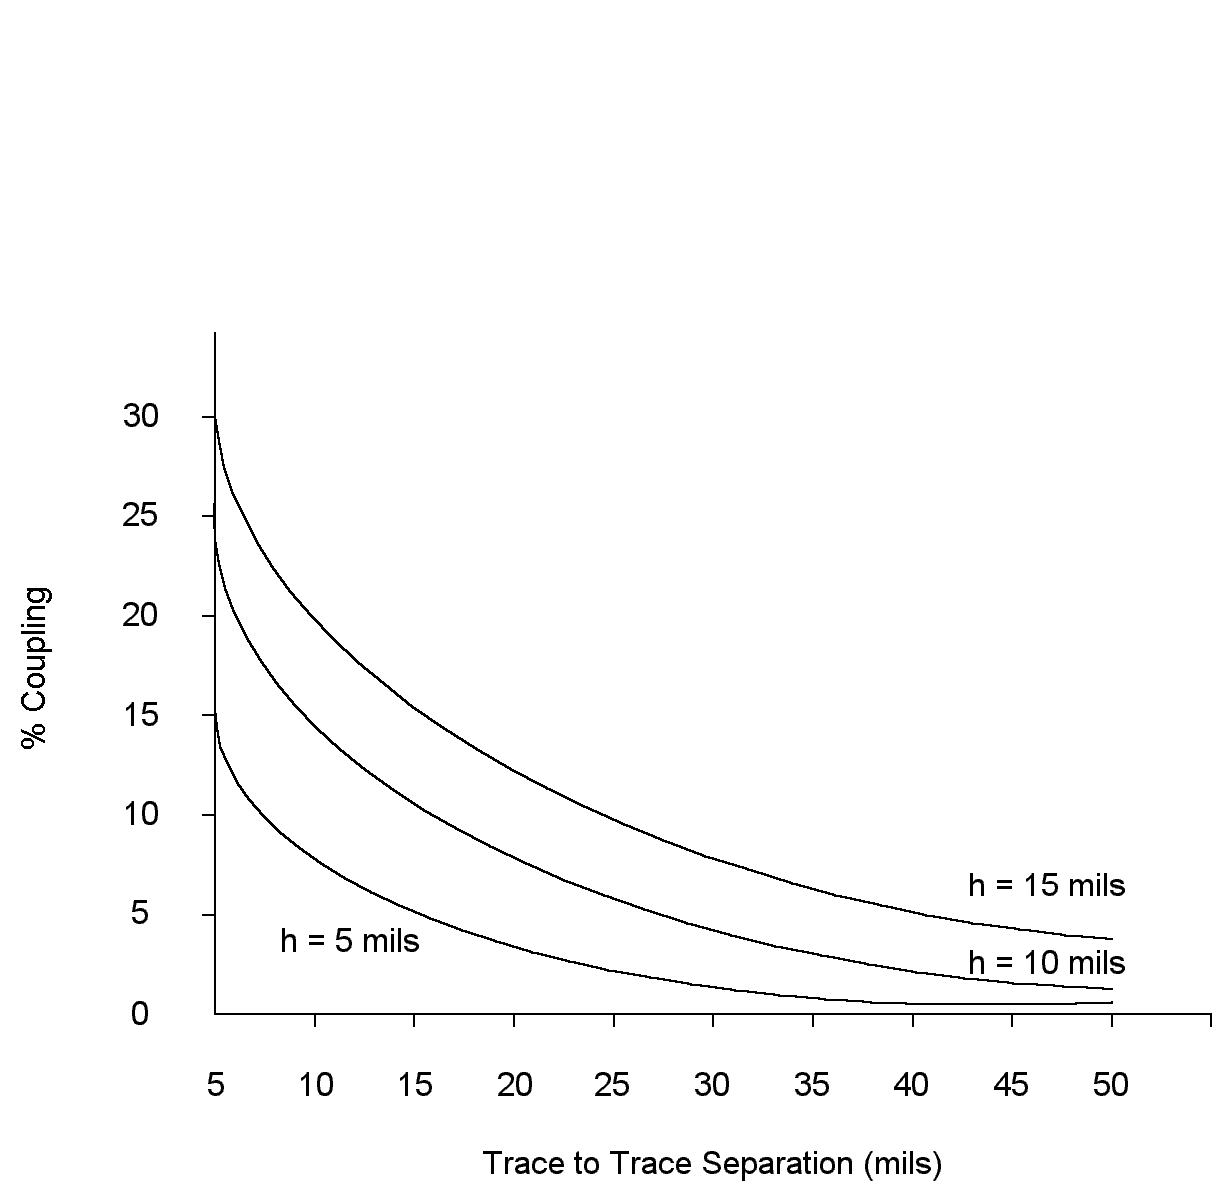 30
25
20
15
10
5
0
% Coupling
h = 15 mils
h = 5 mils
h = 10 mils
5 10 15 20 25 30 35 40 45 50
Trace to Trace Separation (mils)